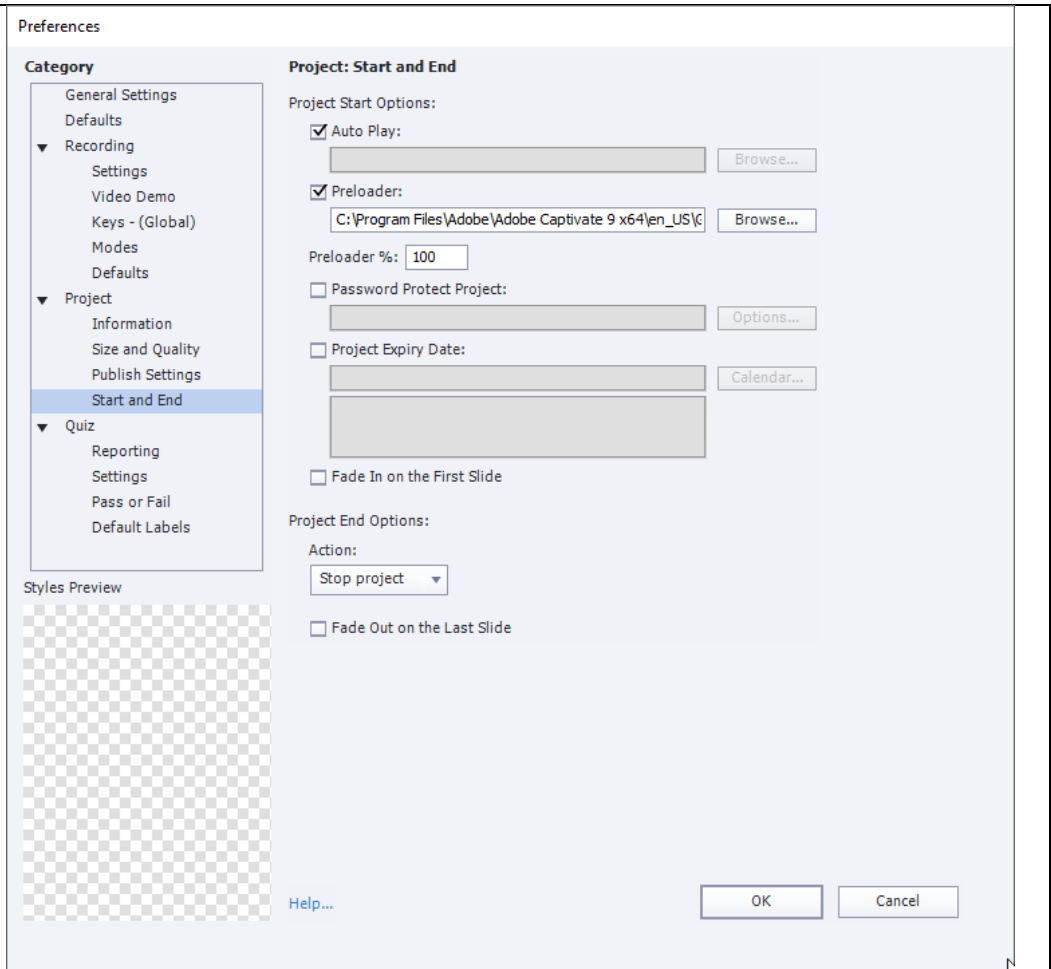 Preferences
Category
General Settings
Defaults
Recording
Settings
Video Demo
Keys - (Global)
Modes
Defaults
Project
Information
Size and Quality
Publish Settings
Start and End
Quiz
Reporting
Settings
Pass or Fail
Default Labels
Styles Preview
Project: Start and End
Project Start Options:
Auto Play:
Browse...
Preloader:
C:\Program Files\Adobe\Adobe Captivate 9 x64\en_US\G Browse...
Preloader %: 100
Password Protect Project:
Options...
Project Expiry Date:
Calendar...
Fade In on the First Slide
Project End Options:
Action:
Stop project
Fade Out on the Last Slide
Help... OK Cancel